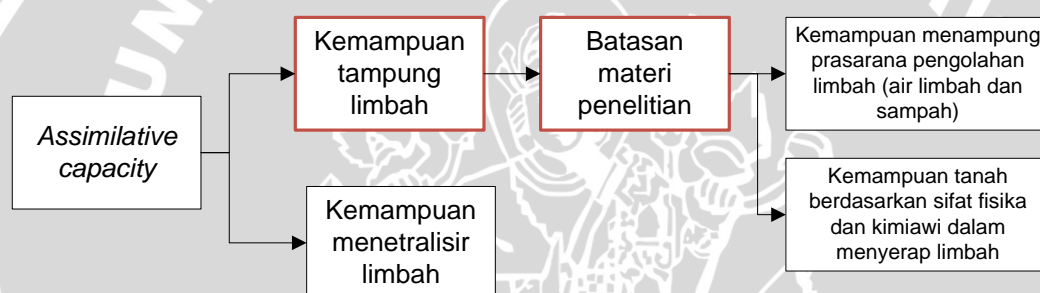 Assimilative
capacity
Kemampuan
tampung
limbah
Kemampuan
menetralisir
limbah
Batasan
materi
penelitian
Kemampuan menampung
prasarana pengolahan
limbah (air limbah dan
sampah)
Kemampuan tanah
berdasarkan sifat fisika
dan kimiawi dalam
menyerap limbah